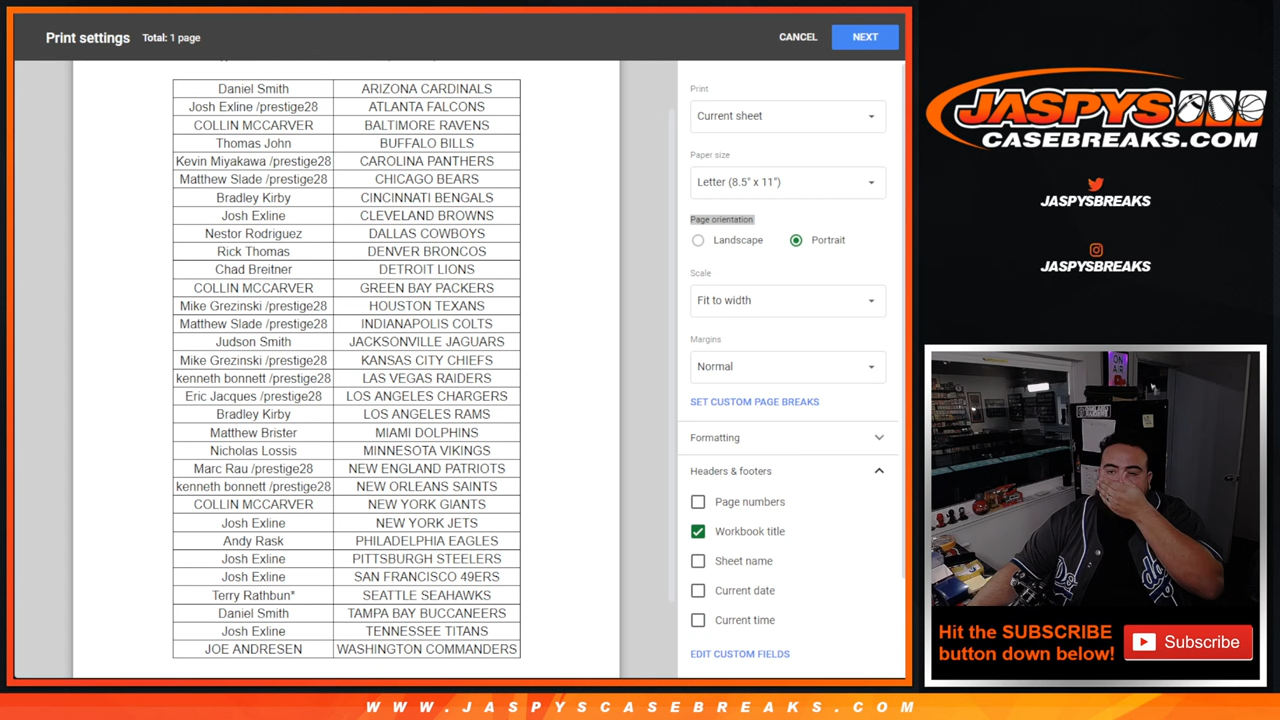 Print settings Total: 1 page CANCEL NEXT
Daniel Smith ARIZONA CARDINALS
Josh Exline /prestige28 ATLANTA FALCONS
COLLIN MCCARVER BALTIMORE RAVENS
Thomas John BUFFALO BILLS
Kevin Miyakawa /prestige28 CAROLINA PANTHERS
Matthew Slade /prestige28 CHICAGO BEARS
Bradley Kirby CINCINNATI BENGALS
Josh Exline CLEVELAND BROWNS
Nestor Rodriguez DALLAS COWBOYS
Rick Thomas DENVER BRONCOS
Chad Breitner DETROIT LIONS
COLLIN MCCARVER GREEN BAY PACKERS
Mike Grezinski /prestige28 HOUSTON TEXANS
Matthew Slade /prestige28 INDIANAPOLIS COLTS
Judson Smith JACKSONVILLE JAGUARS
Mike Grezinski /prestige28 KANSAS CITY CHIEFS
kenneth bonnett /prestige28 LAS VEGAS RAIDERS
Eric Jacques /prestige28 LOS ANGELES CHARGERS
Bradley Kirby LOS ANGELES RAMS
Matthew Brister MIAMI DOLPHINS
Nicholas Lossis MINNESOTA VIKINGS
Marc Rau /prestige28 NEW ENGLAND PATRIOTS
kenneth bonnett /prestige28 NEW ORLEANS SAINTS
COLLIN MCCARVER NEW YORK GIANTS
Josh Exline NEW YORK JETS
Andy Rask PHILADELPHIA EAGLES
Josh Exline PITTSBURGH STEELERS
Josh Exline SAN FRANCISCO 49ERS
Terry Rathbun* SEATTLE SEAHAWKS
Daniel Smith TAMPA BAY BUCCANEERS
Josh Exline TENNESSEE TITANS
JOE ANDRESEN WASHINGTON COMMANDERS
Print
Current sheet
Paper size
Letter (8.5" x 11")
Page orientation
Landscape Portrait
Scale
Fit to width
Margins
Normal
SET CUSTOM PAGE BREAKS
Formatting
Headers & footers
Page numbers
Workbook title
Sheet name
Current date
Current time
EDIT CUSTOM FIELDS
JASPYS
CASEBREAKS.COM
JASPYSBREAKS
JASPYSBREAKS
ON
AIR
Hit the SUBSCRIBE
button down below!
Subscribe
WWW.JASPYSCASEBREAKS.COM